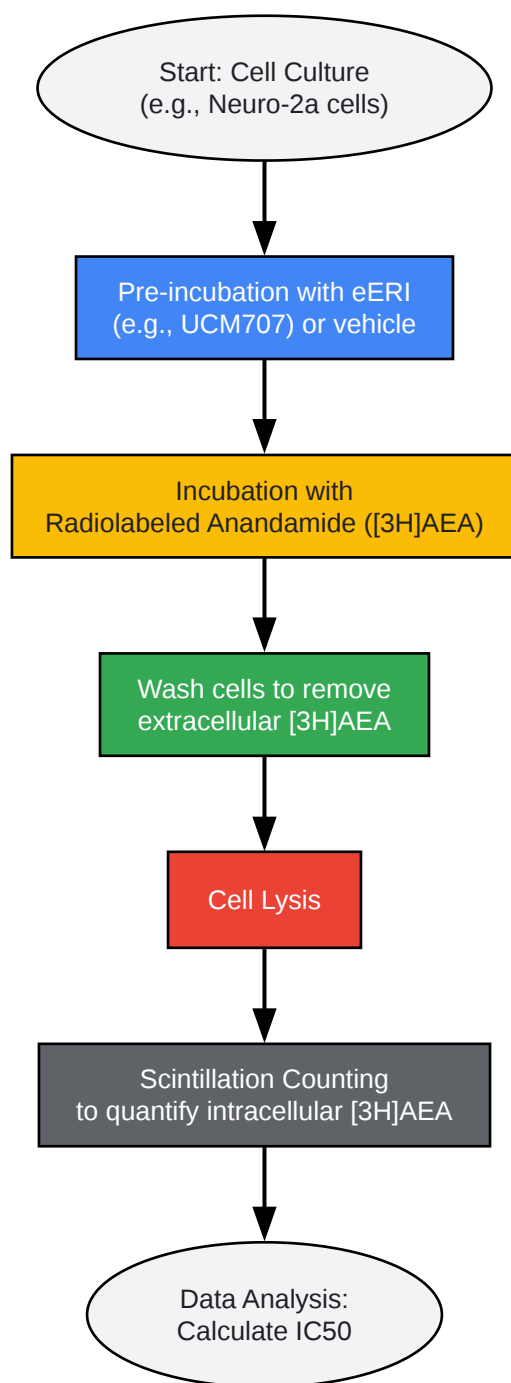 Start: Cell Culture
(e.g., Neuro-2a cells)
Pre-incubation with eERI
(e.g., UCM707) or vehicle
Incubation with
Radiolabeled Anandamide ([3H]AEA)
Wash cells to remove
extracellular [3H]AEA
Cell Lysis
Scintillation Counting
to quantify intracellular [3H]AEA
Data Analysis:
Calculate IC50